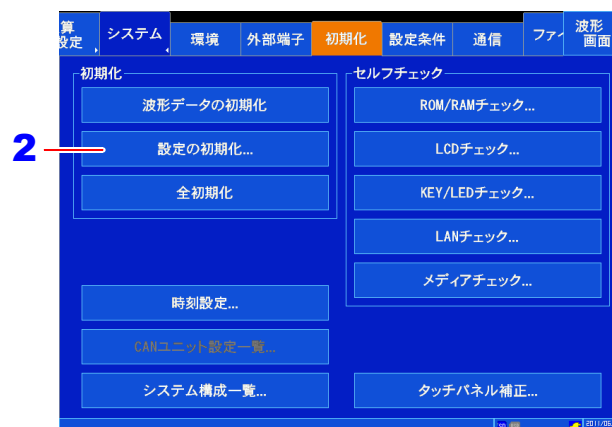 算
設定
システム
環境
外部端子
初期化
設定条件
通信
ファイ
波形
画面
初期化
波形データの初期化
2
設定の初期化...
全初期化
時刻設定...
CANユニット設定一覧...
システム構成一覧...
セルフチェック
ROM/RAMチェック...
LCDチェック...
KEY/LEDチェック...
LANチェック...
メディアチェック...
タッチパネル補正...
2011/06